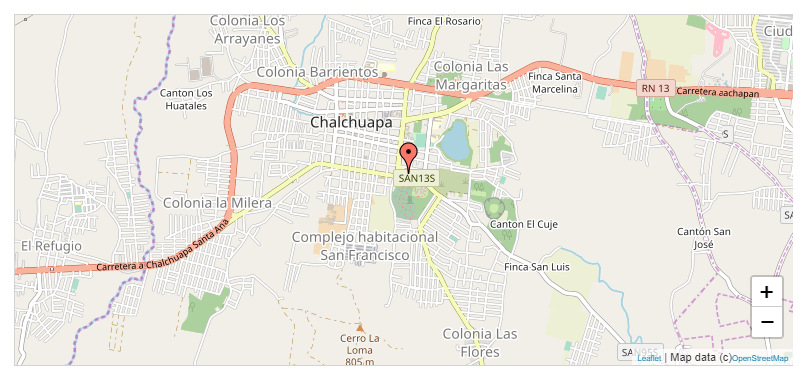 Colonia Los
Arrayanes
Finca El Rosario
Ciud
Colonia Barrientos
Colonia Las
Margaritas
Finca Santa
Marcelina
RN 13
Carretera aachapan
Canton Los
Huatales
Chalchuapa
S
SAN13S
Colonia la Milera
SA
El Refugio
Carretera a Chalchuapa Santa Ana
Canton El Cuje
Cantón San
José
Complejo habitacional
San Francisco
Finca San Luis
+
−
Cerro La
Loma
805 m
Colonia Las
Flores
SAN95S
Leaflet | Map data (c)OpenStreetMap